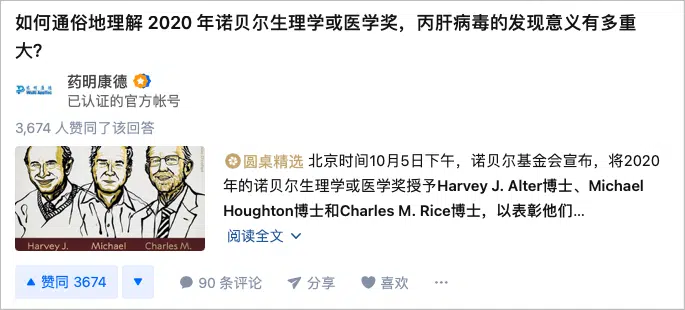 如何通俗地理解 2020 年诺贝尔生理学或医学奖，丙肝病毒的发现意义有多重
大？
药明康德
已认证的官方帐号
3,674 人赞同了该回答
圆桌精选 北京时间10月5日下午，诺贝尔基金会宣布，将2020
年的诺贝尔生理学或医学奖授予Harvey J. Alter博士、Michael
Houghton博士和Charles M. Rice博士，以表彰他们...
阅读全文
Harvey J. Michael Charles M.
赞同 3674 90 条评论 分享 喜欢 ···